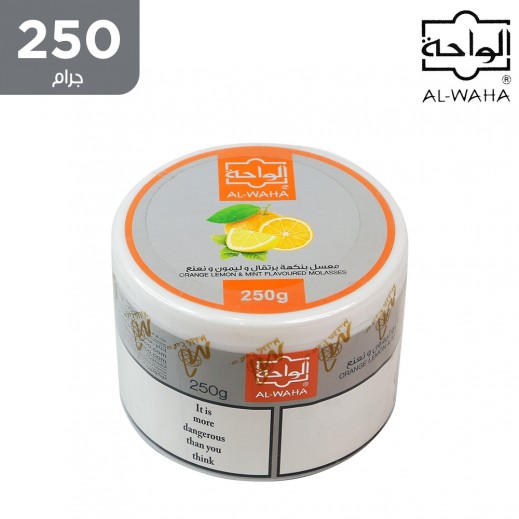 250
جرام
الواحة
®
AL-WAHA
الواحة
®
AL-WAHA
معسل بنكهة برتقال و ليمون و نعنع
ORANGE LEMON & MINT FLAVOURED MOLASSES
250g
250g
الواحة
®
AL-WAHA
It is
more
dangerous
than you
think